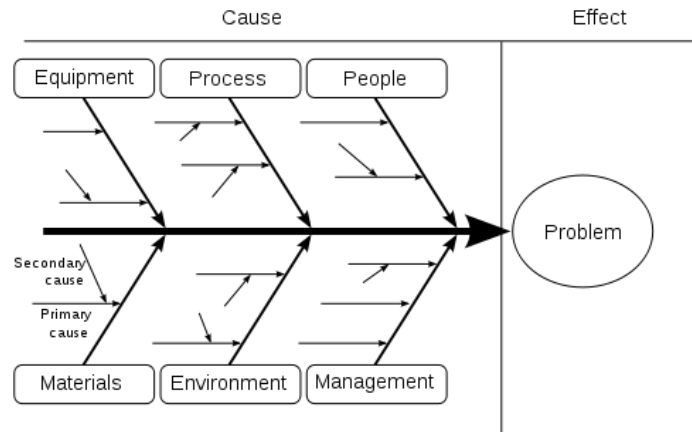 Cause
Effect
Equipment
Process
People
Problem
Secondary
cause
Primary
cause
Materials
Environment
Management